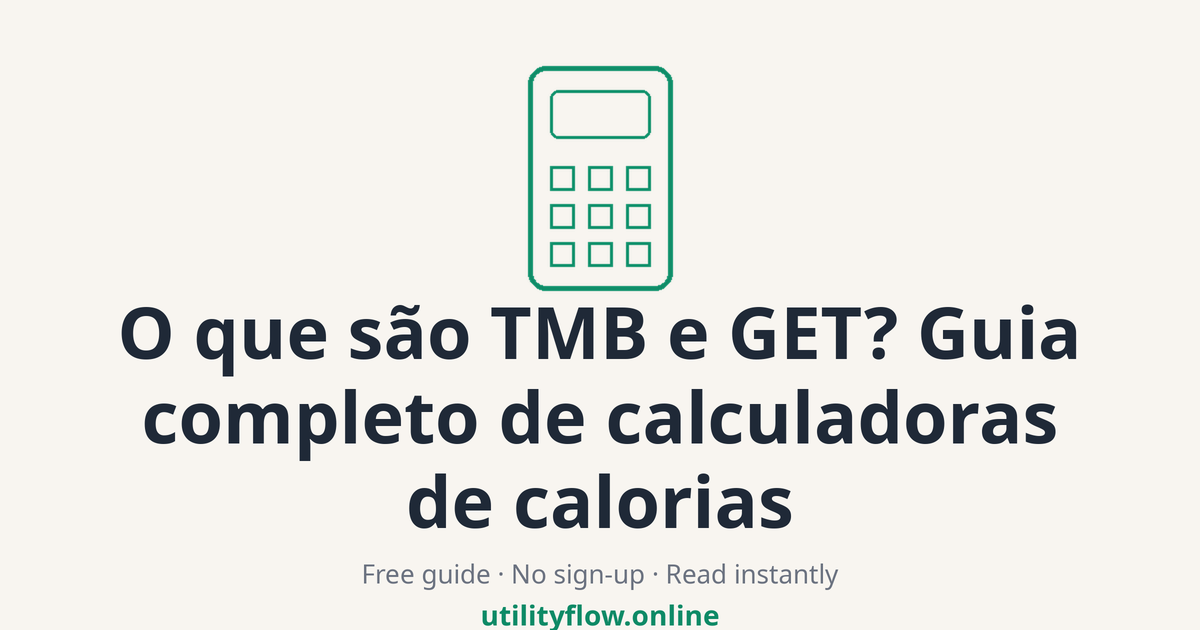 O que são TMB e GET? Guia
completo de calculadoras
de calorias
Free guide · No sign-up · Read instantly
utilityflow.online